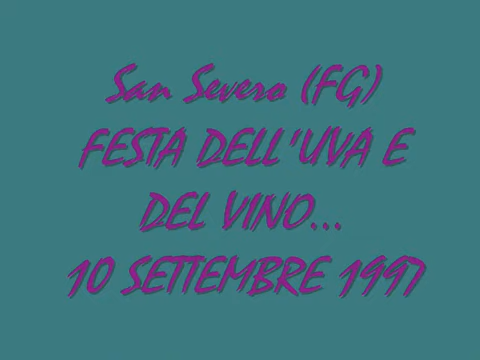 San Severo (FG)
FESTA DELL'UVA E
DEL VINO...
10 SETTEMBRE 1997